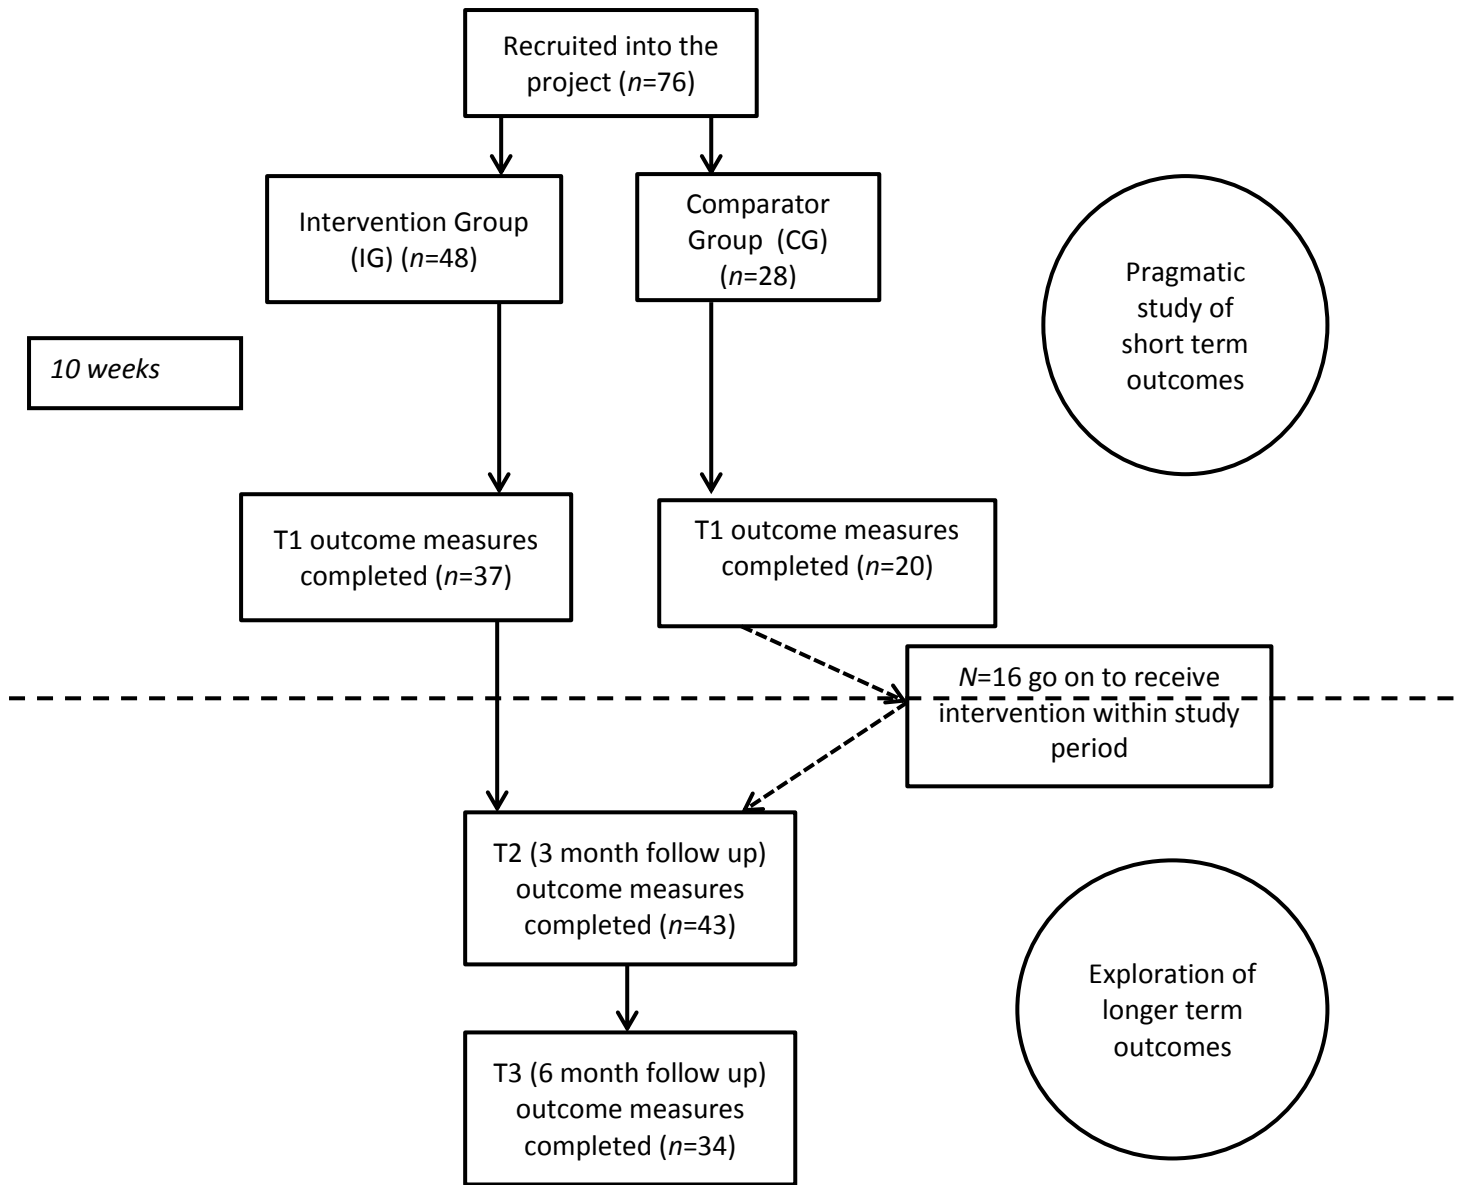 Recruited into the
project (n=76)
Intervention Group
(IG) (n=48)
Comparator
Group (CG)
(n=28)
Pragmatic
study of
short term
outcomes
10 weeks
T1 outcome measures
completed (n=37)
T1 outcome measures
completed (n=20)
N=16 go on to receive
intervention within study
period
T2 (3 month follow up)
outcome measures
completed (n=43)
Exploration of
longer term
outcomes
T3 (6 month follow up)
outcome measures
completed (n=34)